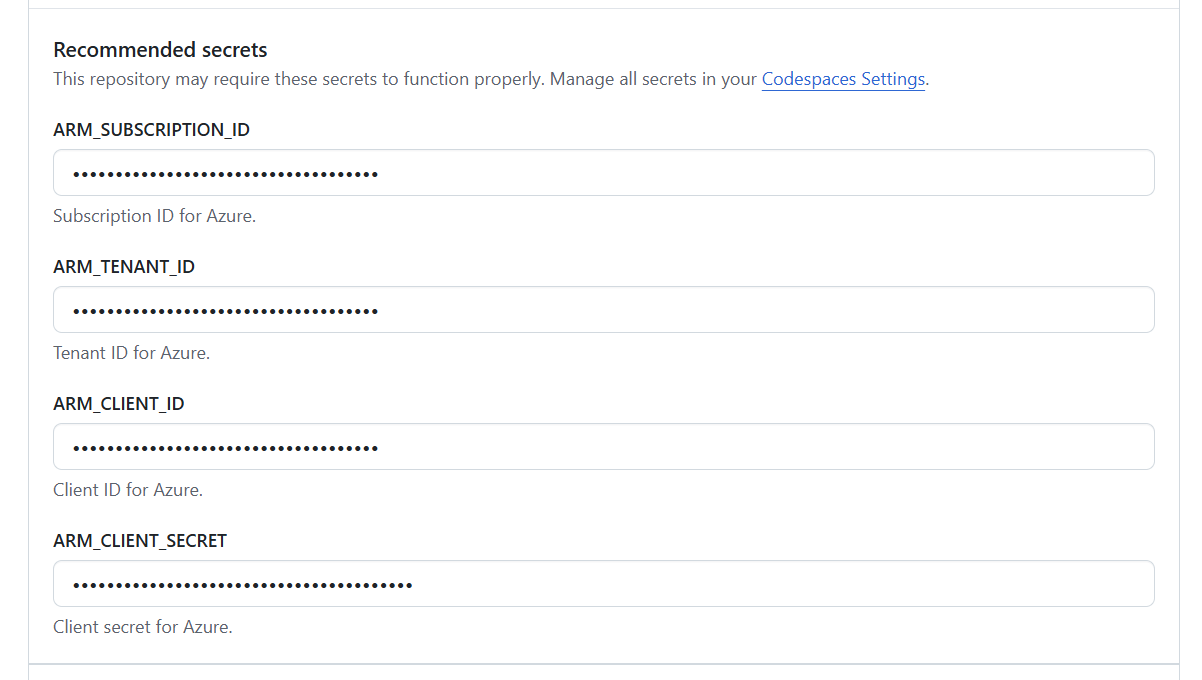 Recommended secrets
This repository may require these secrets to function properly. Manage all secrets in your Codespaces Settings.
ARM_SUBSCRIPTION_ID
••••••••••••••••••••••••••••••••••••
Subscription ID for Azure.
ARM_TENANT_ID
••••••••••••••••••••••••••••••••••••
Tenant ID for Azure.
ARM_CLIENT_ID
••••••••••••••••••••••••••••••••••••
Client ID for Azure.
ARM_CLIENT_SECRET
••••••••••••••••••••••••••••••••••••••••
Client secret for Azure.